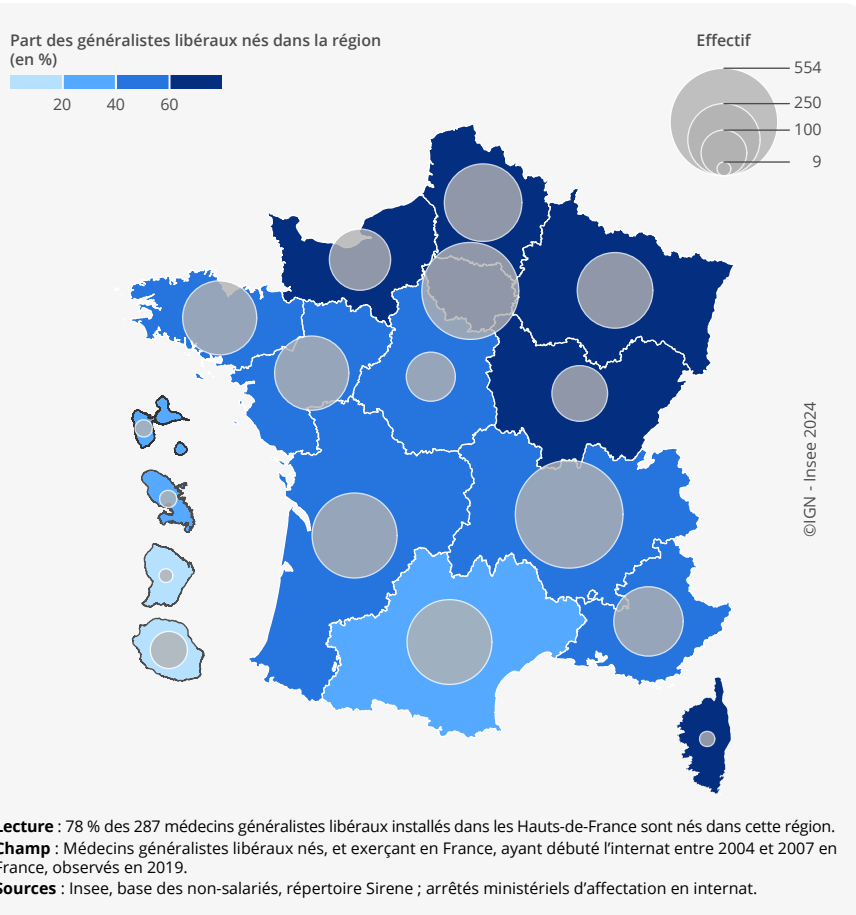 Part des généralistes libéraux nés dans la région
(en %)
20 40 60
Effectif
554
250
100
9
©IGN - Insee 2024
Lecture : 78 % des 287 médecins généralistes libéraux installés dans les Hauts-de-France sont nés dans cette région.
Champ : Médecins généralistes libéraux nés, et exerçant en France, ayant débuté l’internat entre 2004 et 2007 en
France, observés en 2019.
Sources : Insee, base des non-salariés, répertoire Sirene ; arrêtés ministériels d’affectation en internat.